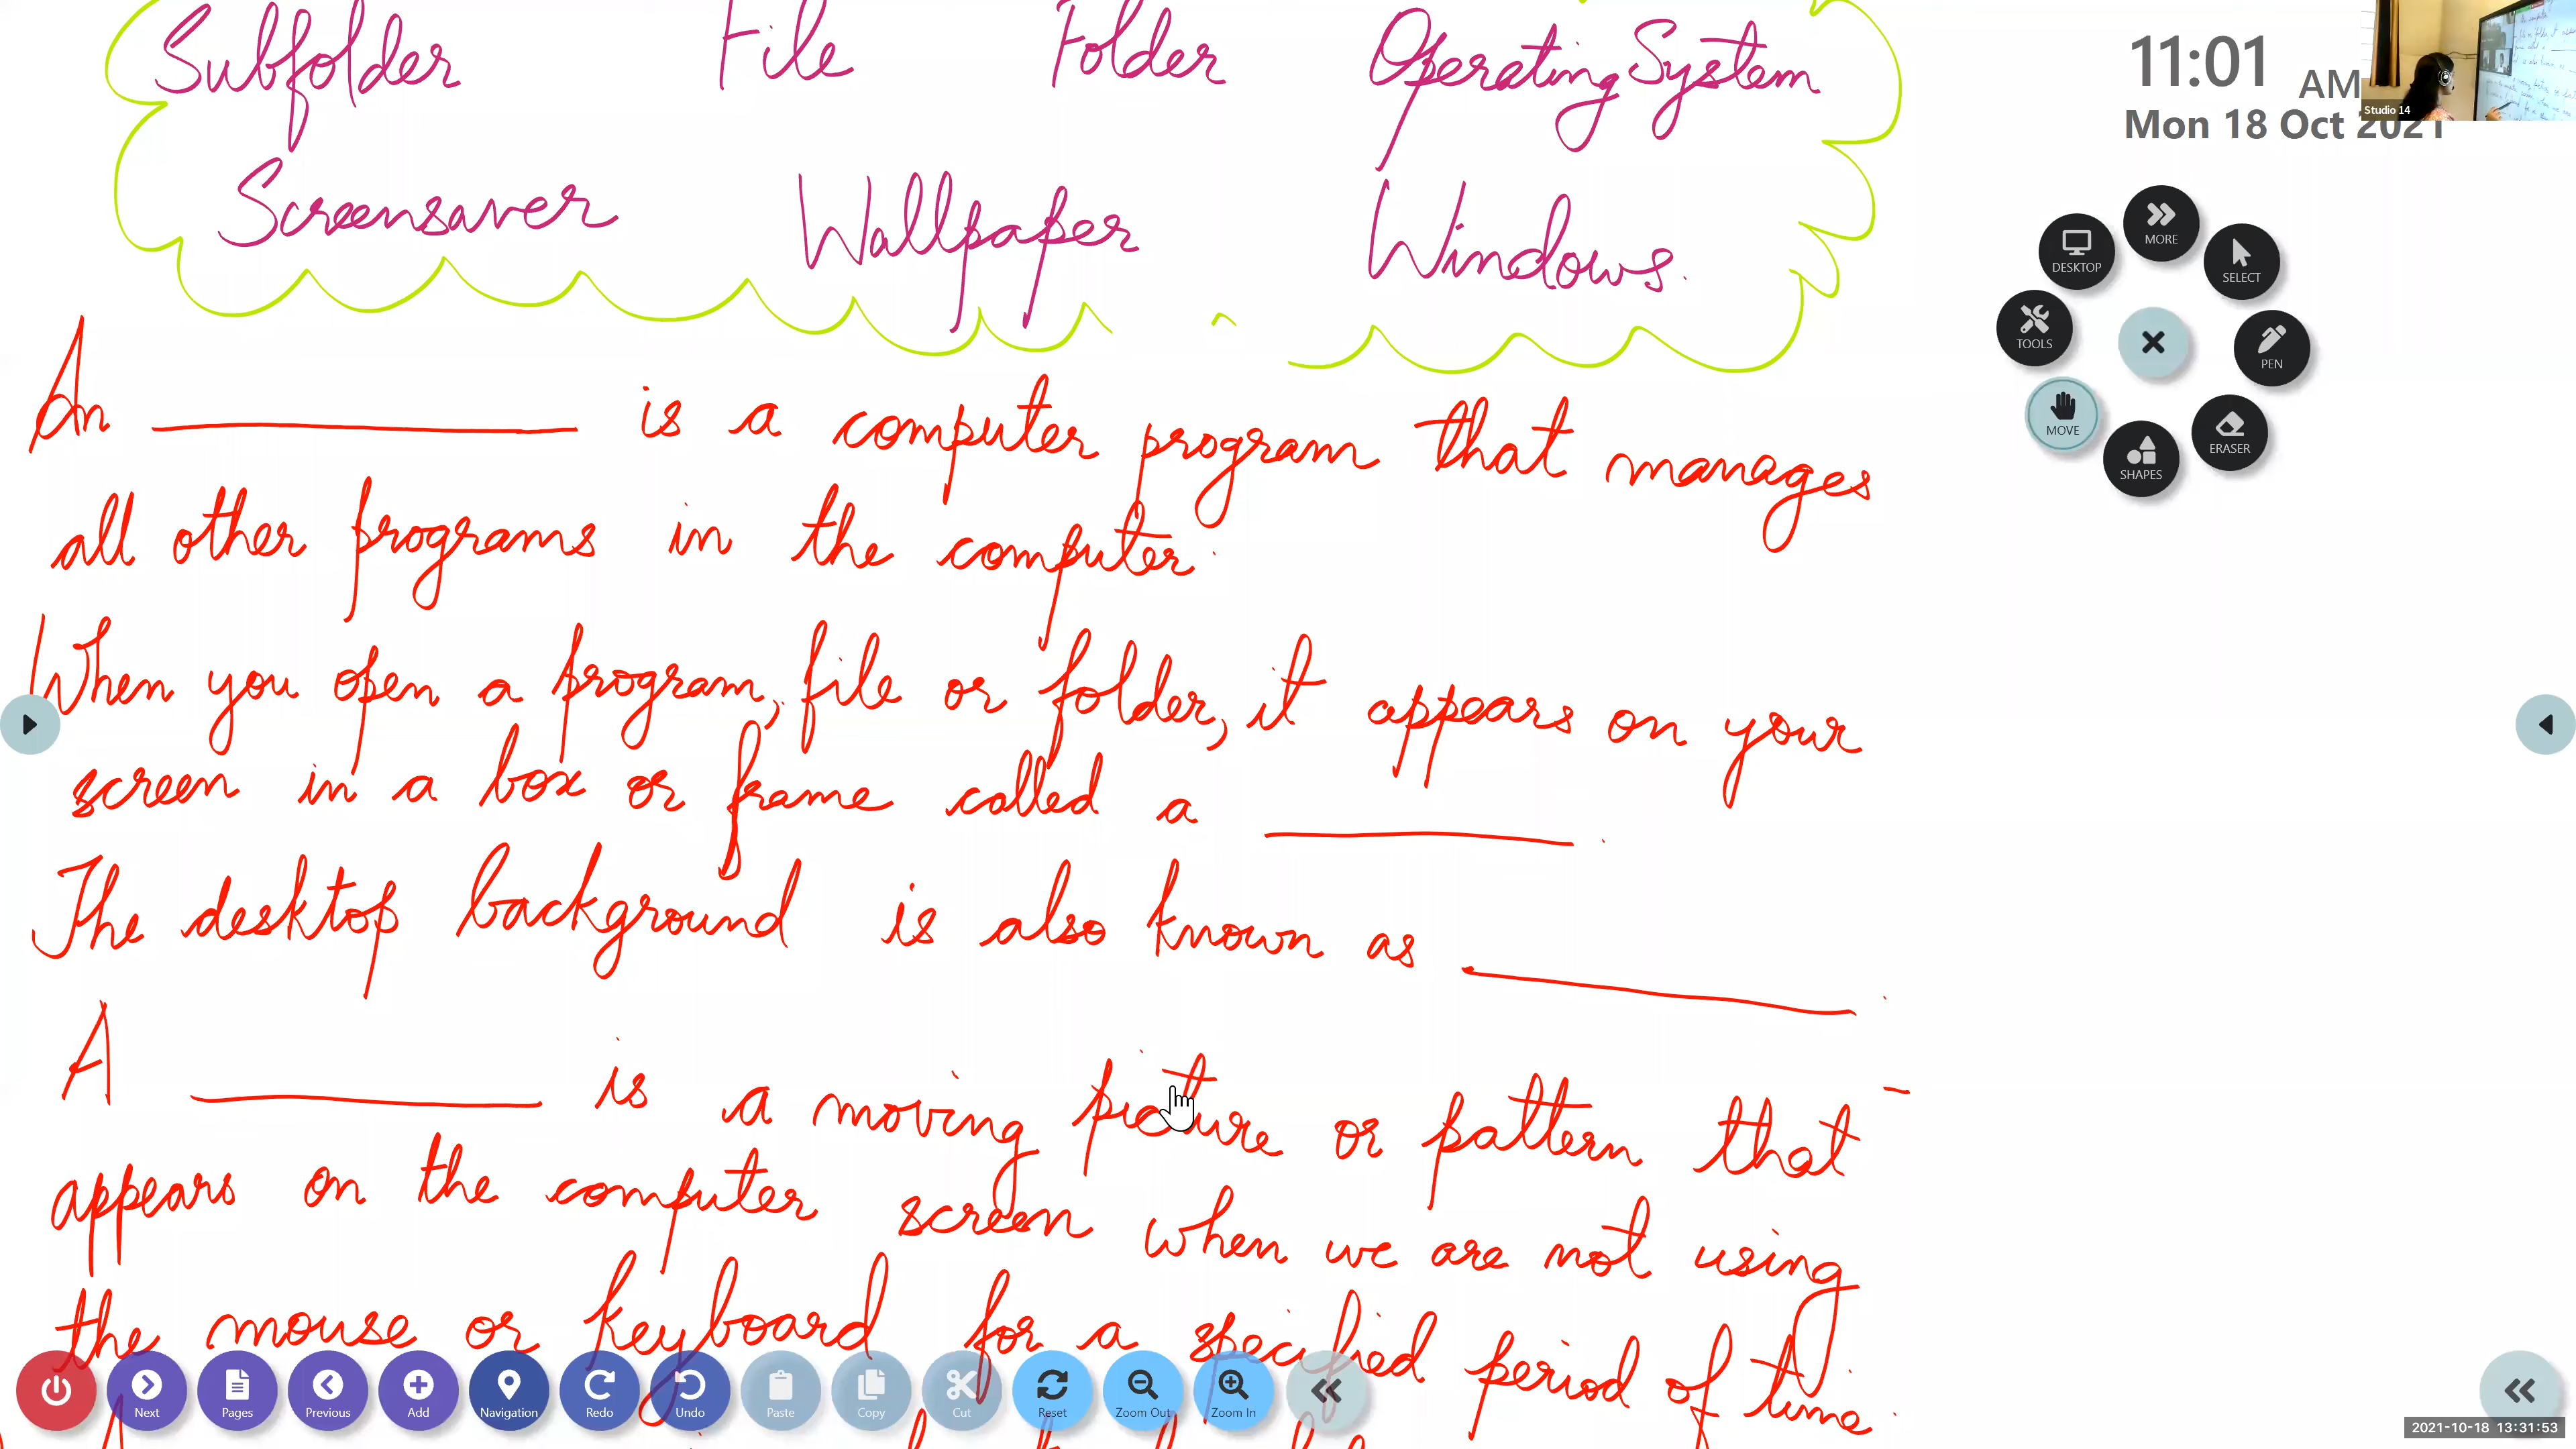 Subfolder File Folder Operating System
Screensaver Wallpaper Windows.
An ____________ is a computer program that manages
all other programs in the computer.
When you open a program, file or folder, it appears on your
screen in a box or frame called a ____________.
The desktop background is also known as ____________.
A ____________ is a moving picture or pattern that
appears on the computer screen when we are not using
the mouse or keyboard for a specified period of time.
11:01 AM
Mon 18 Oct 2021
Studio 14
MORE
DESKTOP
SELECT
TOOLS
PEN
MOVE
ERASER
SHAPES
Next Pages Previous Add Navigation Redo Undo Paste Copy Cut Reset Zoom Out Zoom In
2021-10-18 13:31:53